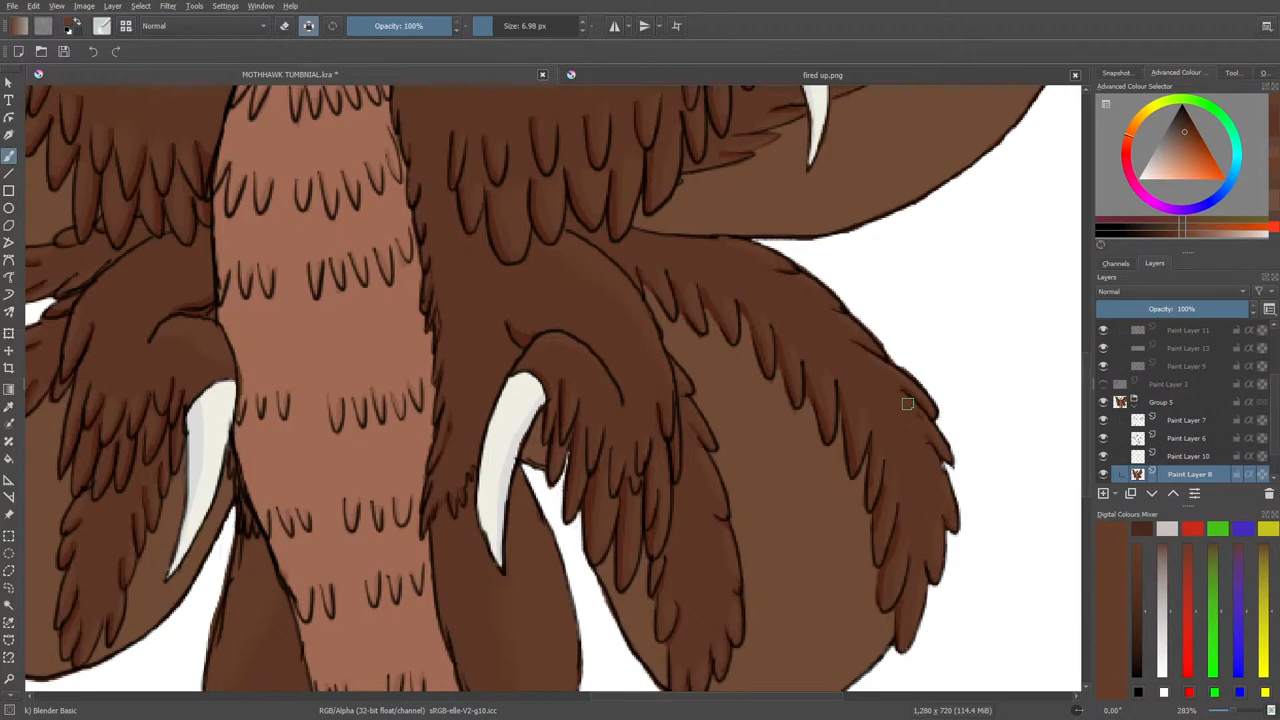 File Edit View Image Layer Select Filter Tools Settings Window Help
Normal Opacity: 100% Size: 6.98 px
MOTHHAWK TUMBNIAL.kra * fired up.png
Snapshot... Advanced Colour ... Tool... O...
Advanced Colour Selector
Channels Layers
Layers
Normal
Opacity: 100%
Paint Layer 11
Paint Layer 13
Paint Layer 9
Paint Layer 3
Group 5
Paint Layer 7
Paint Layer 6
Paint Layer 10
Paint Layer 8
Digital Colours Mixer
k) Blender Basic RGB/Alpha (32-bit float/channel) sRGB-elle-V2-g10.icc 1,280 x 720 (114.4 MiB) 0.00° 283%